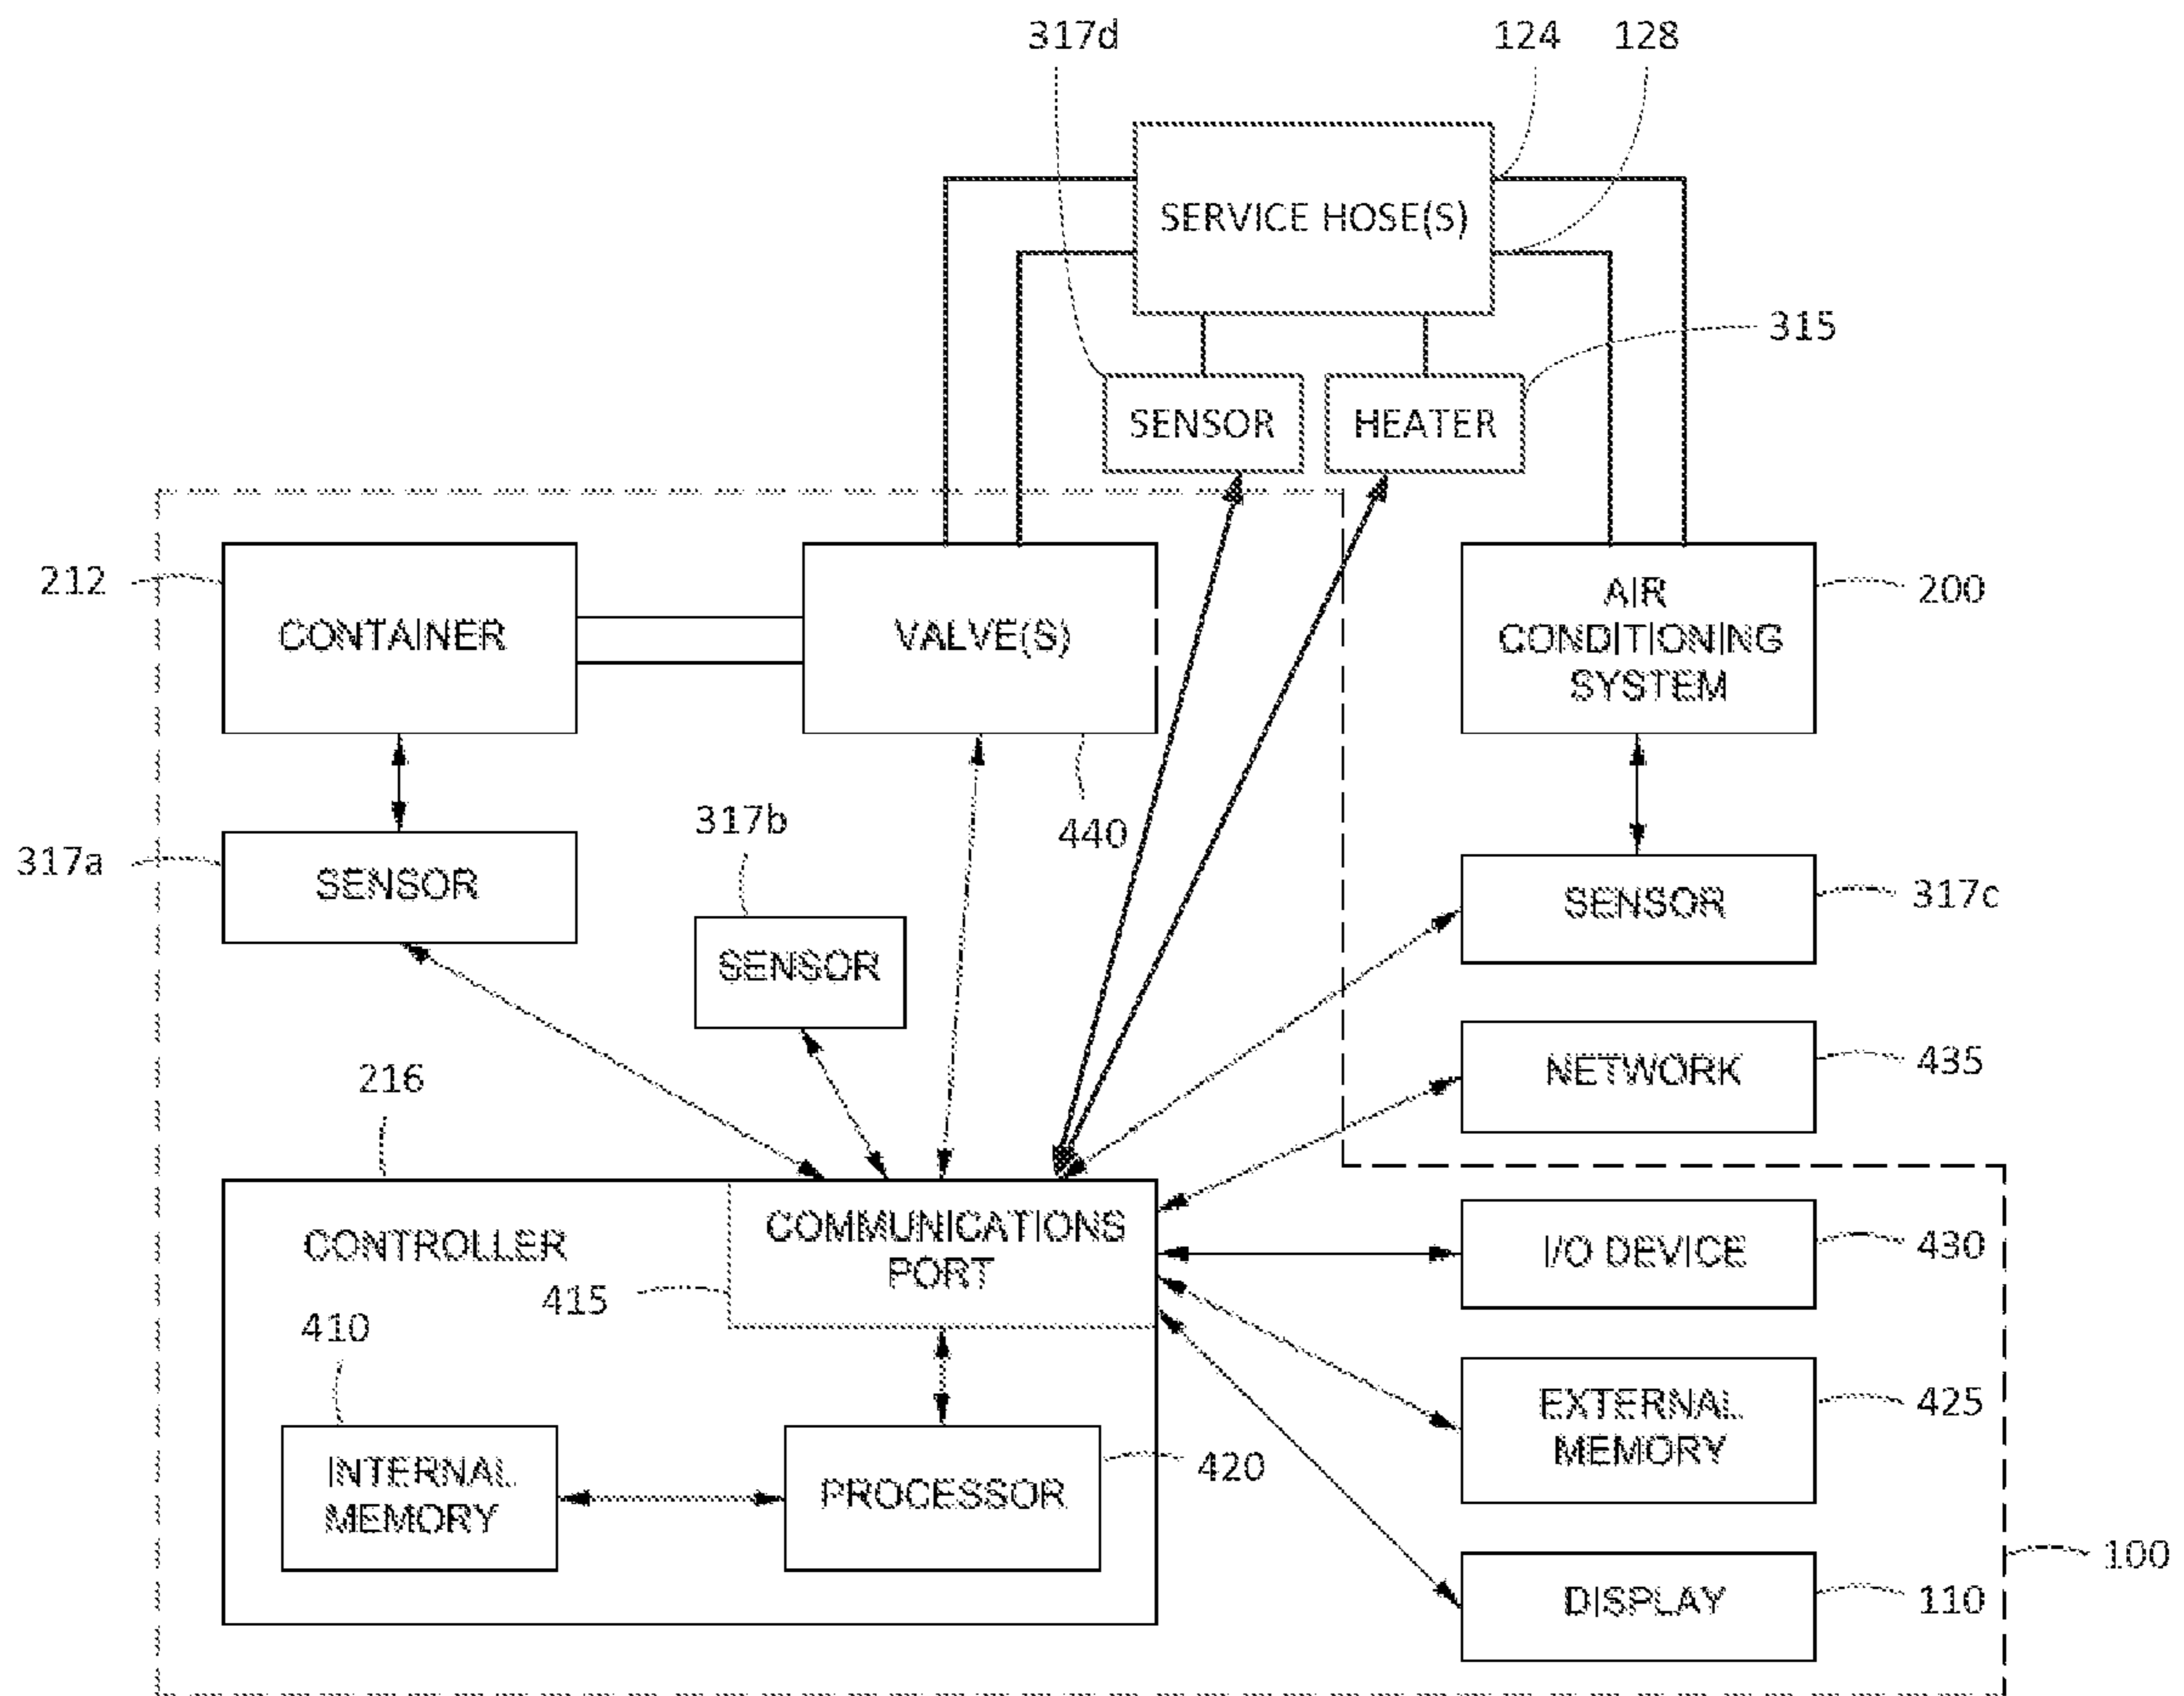 317d
124
128
SERVICE HOSE(S)
315
SENSOR
HEATER
212
CONTAINER
VALVE(S)
AIR
CONDITIONING
SYSTEM
200
317a
SENSOR
317b
SENSOR
440
SENSOR
317c
216
NETWORK
435
CONTROLLER
COMMUNICATIONS
PORT
415
I/O DEVICE
430
410
INTERNAL
MEMORY
PROCESSOR
420
EXTERNAL
MEMORY
425
DISPLAY
110
100